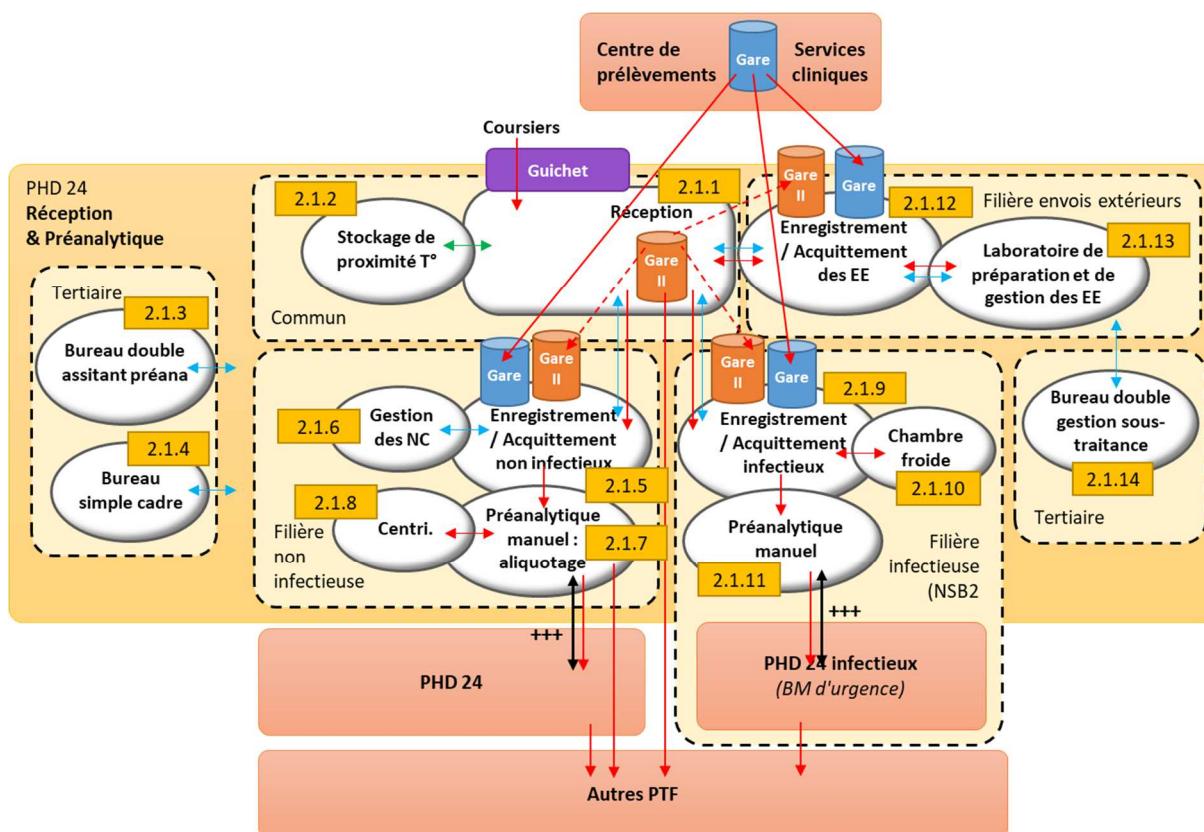 Centre de
prélèvements
Gare
Services
cliniques
Coursiers
PHD 24
Réception
& Préanalytique
Guichet
2.1.1
2.1.2
Réception
Stockage de
proximité T°
Gare
II
Commun
Gare
II
Gare
2.1.12
Filière envois extérieurs
Enregistrement
/ Acquittement
des EE
2.1.13
Laboratoire de
préparation et de
gestion des EE
Tertiaire
2.1.3
Bureau double
assitant préana
2.1.4
Bureau
simple cadre
Gare
Gare
II
2.1.6
Gestion
des NC
Enregistrement
/ Acquittement
non infectieux
2.1.5
2.1.8
Centri.
Préanalytique
manuel :
aliquotage
2.1.7
Filière
non
infectieuse
Gare
II
Gare
2.1.9
Enregistrement
/ Acquittement
infectieux
Chambre
froide
2.1.10
Préanalytique
manuel
2.1.11
Filière
infectieuse
(NSB2
Bureau double
gestion sous-
traitance
2.1.14
Tertiaire
+++
PHD 24
+++
PHD 24 infectieux
(BM d'urgence)
Autres PTF